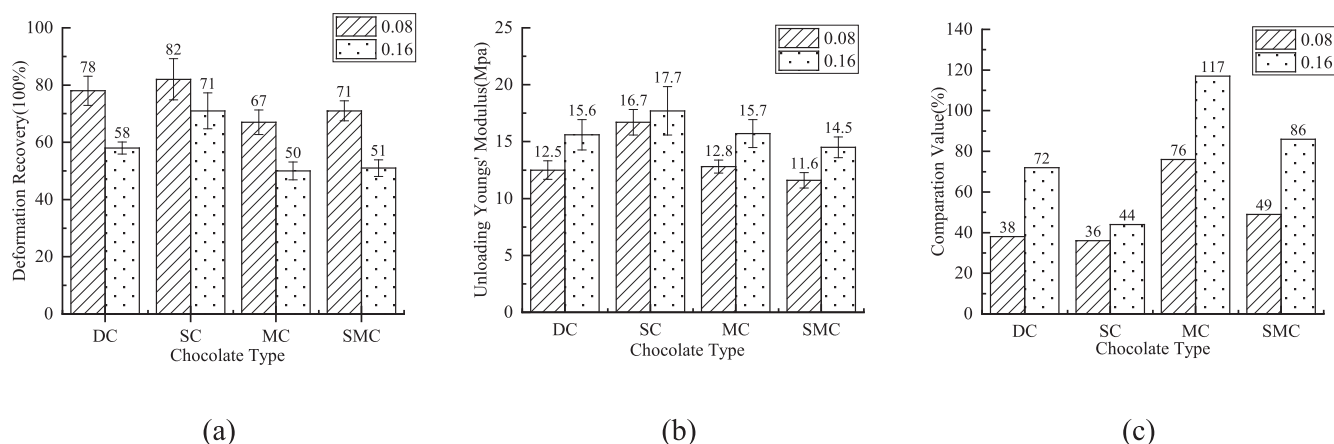 100
80
60
40
20
0
Deformation Recovery(100%)
0.08
0.16
78
58
82
71
67
50
71
51
DC
SC
MC
SMC
Chocolate Type
(a)
25
20
15
10
5
0
Unloading Youngs' Modulus(Mpa)
0.08
0.16
12.5
15.6
16.7
17.7
12.8
15.7
11.6
14.5
DC
SC
MC
SMC
Chocolate Type
(b)
140
120
100
80
60
40
20
0
Comparation Value(%)
0.08
0.16
38
72
36
44
76
117
49
86
DC
SC
MC
SMC
Chocolate Type
(c)